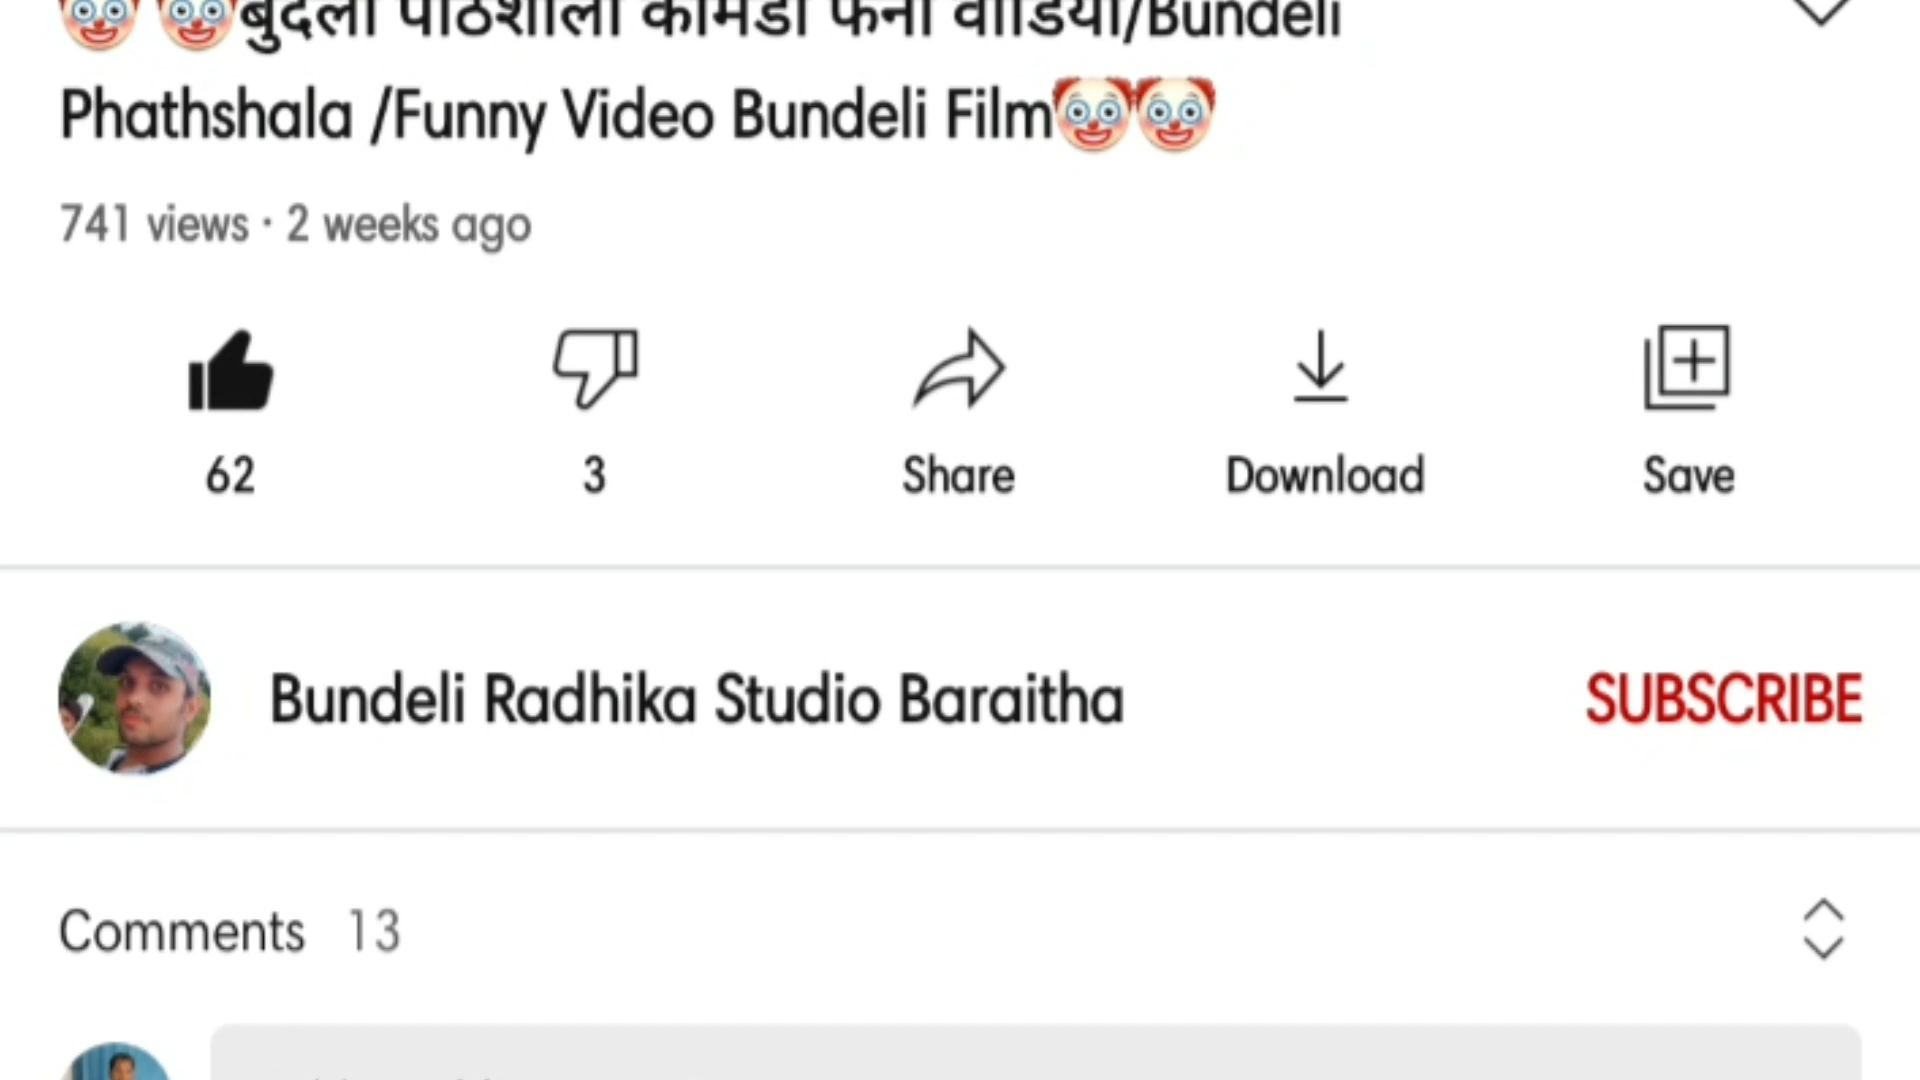 🤡🤡बुंदेली पाठशाला कॉमेडी फनी वीडियो/Bundeli
Phathshala /Funny Video Bundeli Film🤡🤡
741 views · 2 weeks ago
62 3 Share Download Save
Bundeli Radhika Studio Baraitha SUBSCRIBE
Comments 13